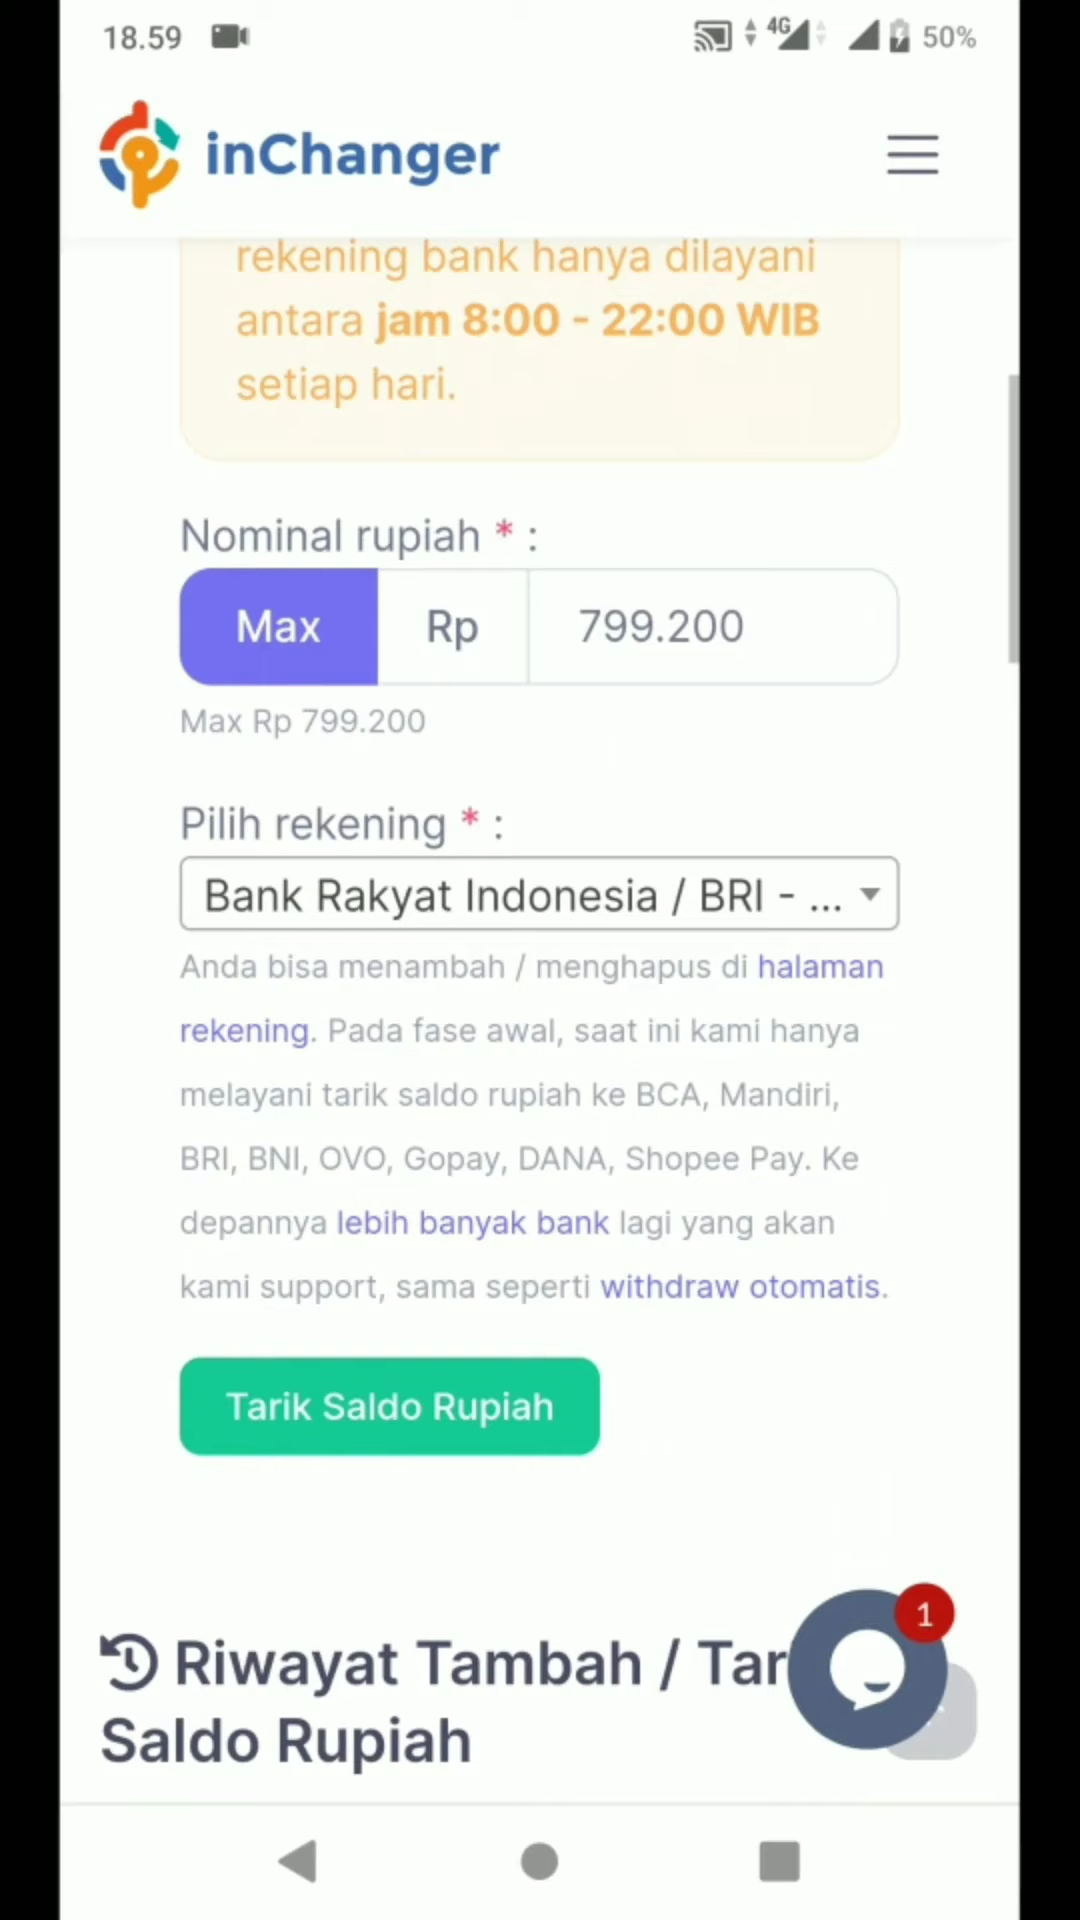 18.59
4G
50%
inChanger
rekening bank hanya dilayani
antara jam 8:00 - 22:00 WIB
setiap hari.
Nominal rupiah * :
Max Rp 799.200
Max Rp 799.200
Pilih rekening * :
Bank Rakyat Indonesia / BRI - ...
Anda bisa menambah / menghapus di halaman
rekening. Pada fase awal, saat ini kami hanya
melayani tarik saldo rupiah ke BCA, Mandiri,
BRI, BNI, OVO, Gopay, DANA, Shopee Pay. Ke
depannya lebih banyak bank lagi yang akan
kami support, sama seperti withdraw otomatis.
Tarik Saldo Rupiah
1
Riwayat Tambah / Tar
Saldo Rupiah